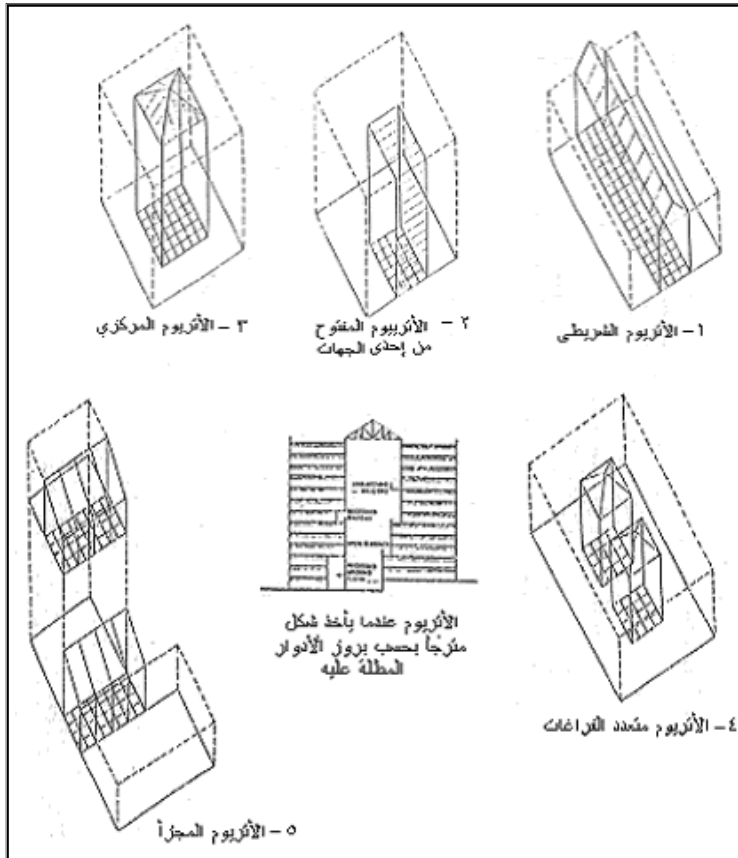 ١ - الأتريوم الشريطى
٢ - الأتريوم المفتوح
من إحدى الجهات
٣ - الأتريوم المركزي
٤ - الأتريوم متعدد الفراغات
الأتريوم عندما يأخذ شكل
متدرجاً بحسب بروز الأدوار
المطلة عليه
٥ - الأتريوم المجزأ